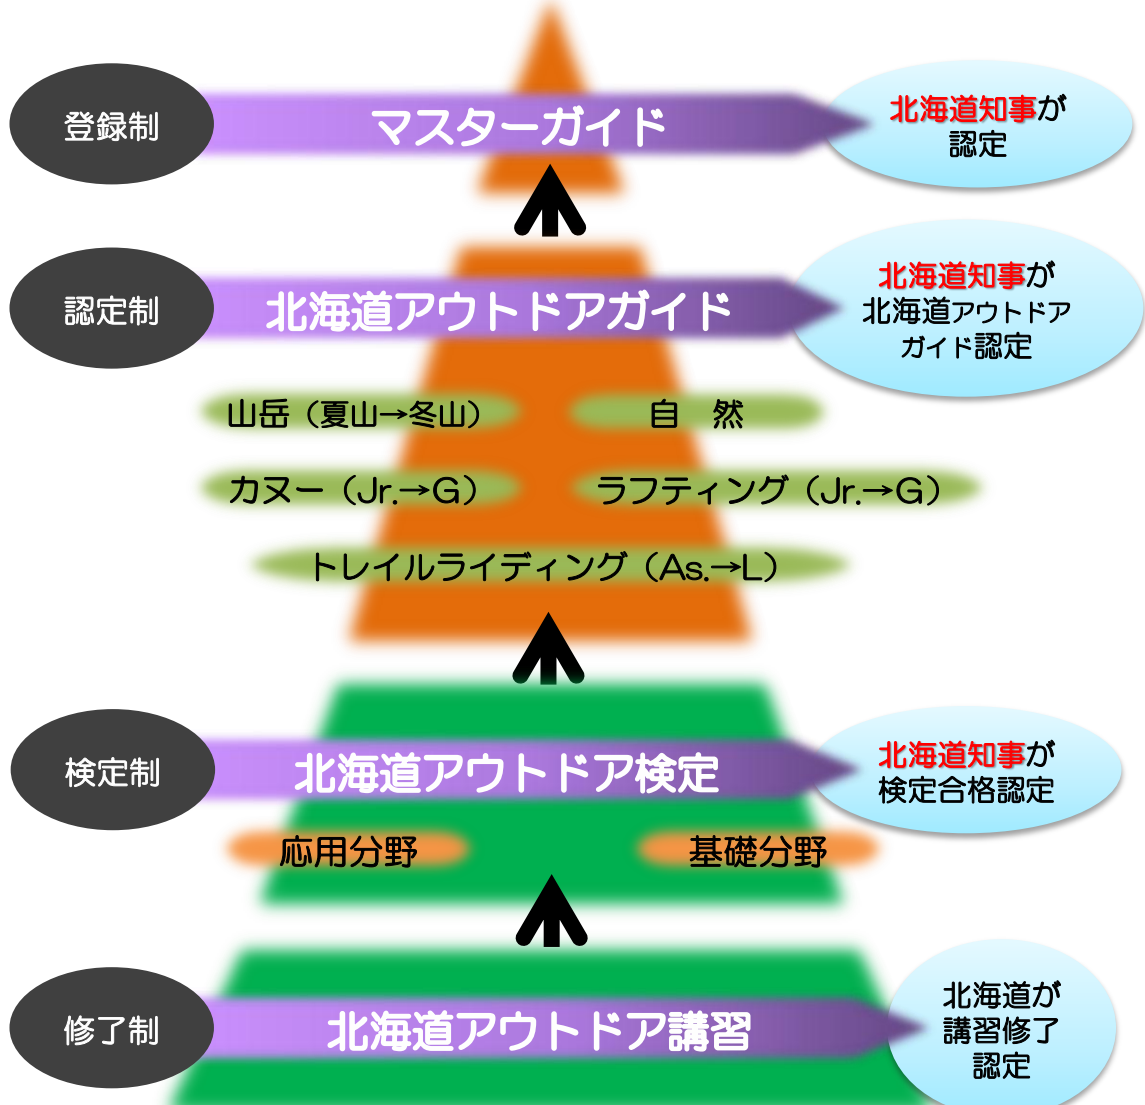 登録制
マスターガイド
北海道知事が
認定
認定制
北海道アウトドアガイド
北海道知事が
北海道アウトドア
ガイド認定
山岳（夏山→冬山）
自　然
カヌー（Jr.→G）
ラフティング（Jr.→G）
トレイルライディング（As.→L）
検定制
北海道アウトドア検定
北海道知事が
検定合格認定
応用分野
基礎分野
修了制
北海道アウトドア講習
北海道が
講習修了
認定